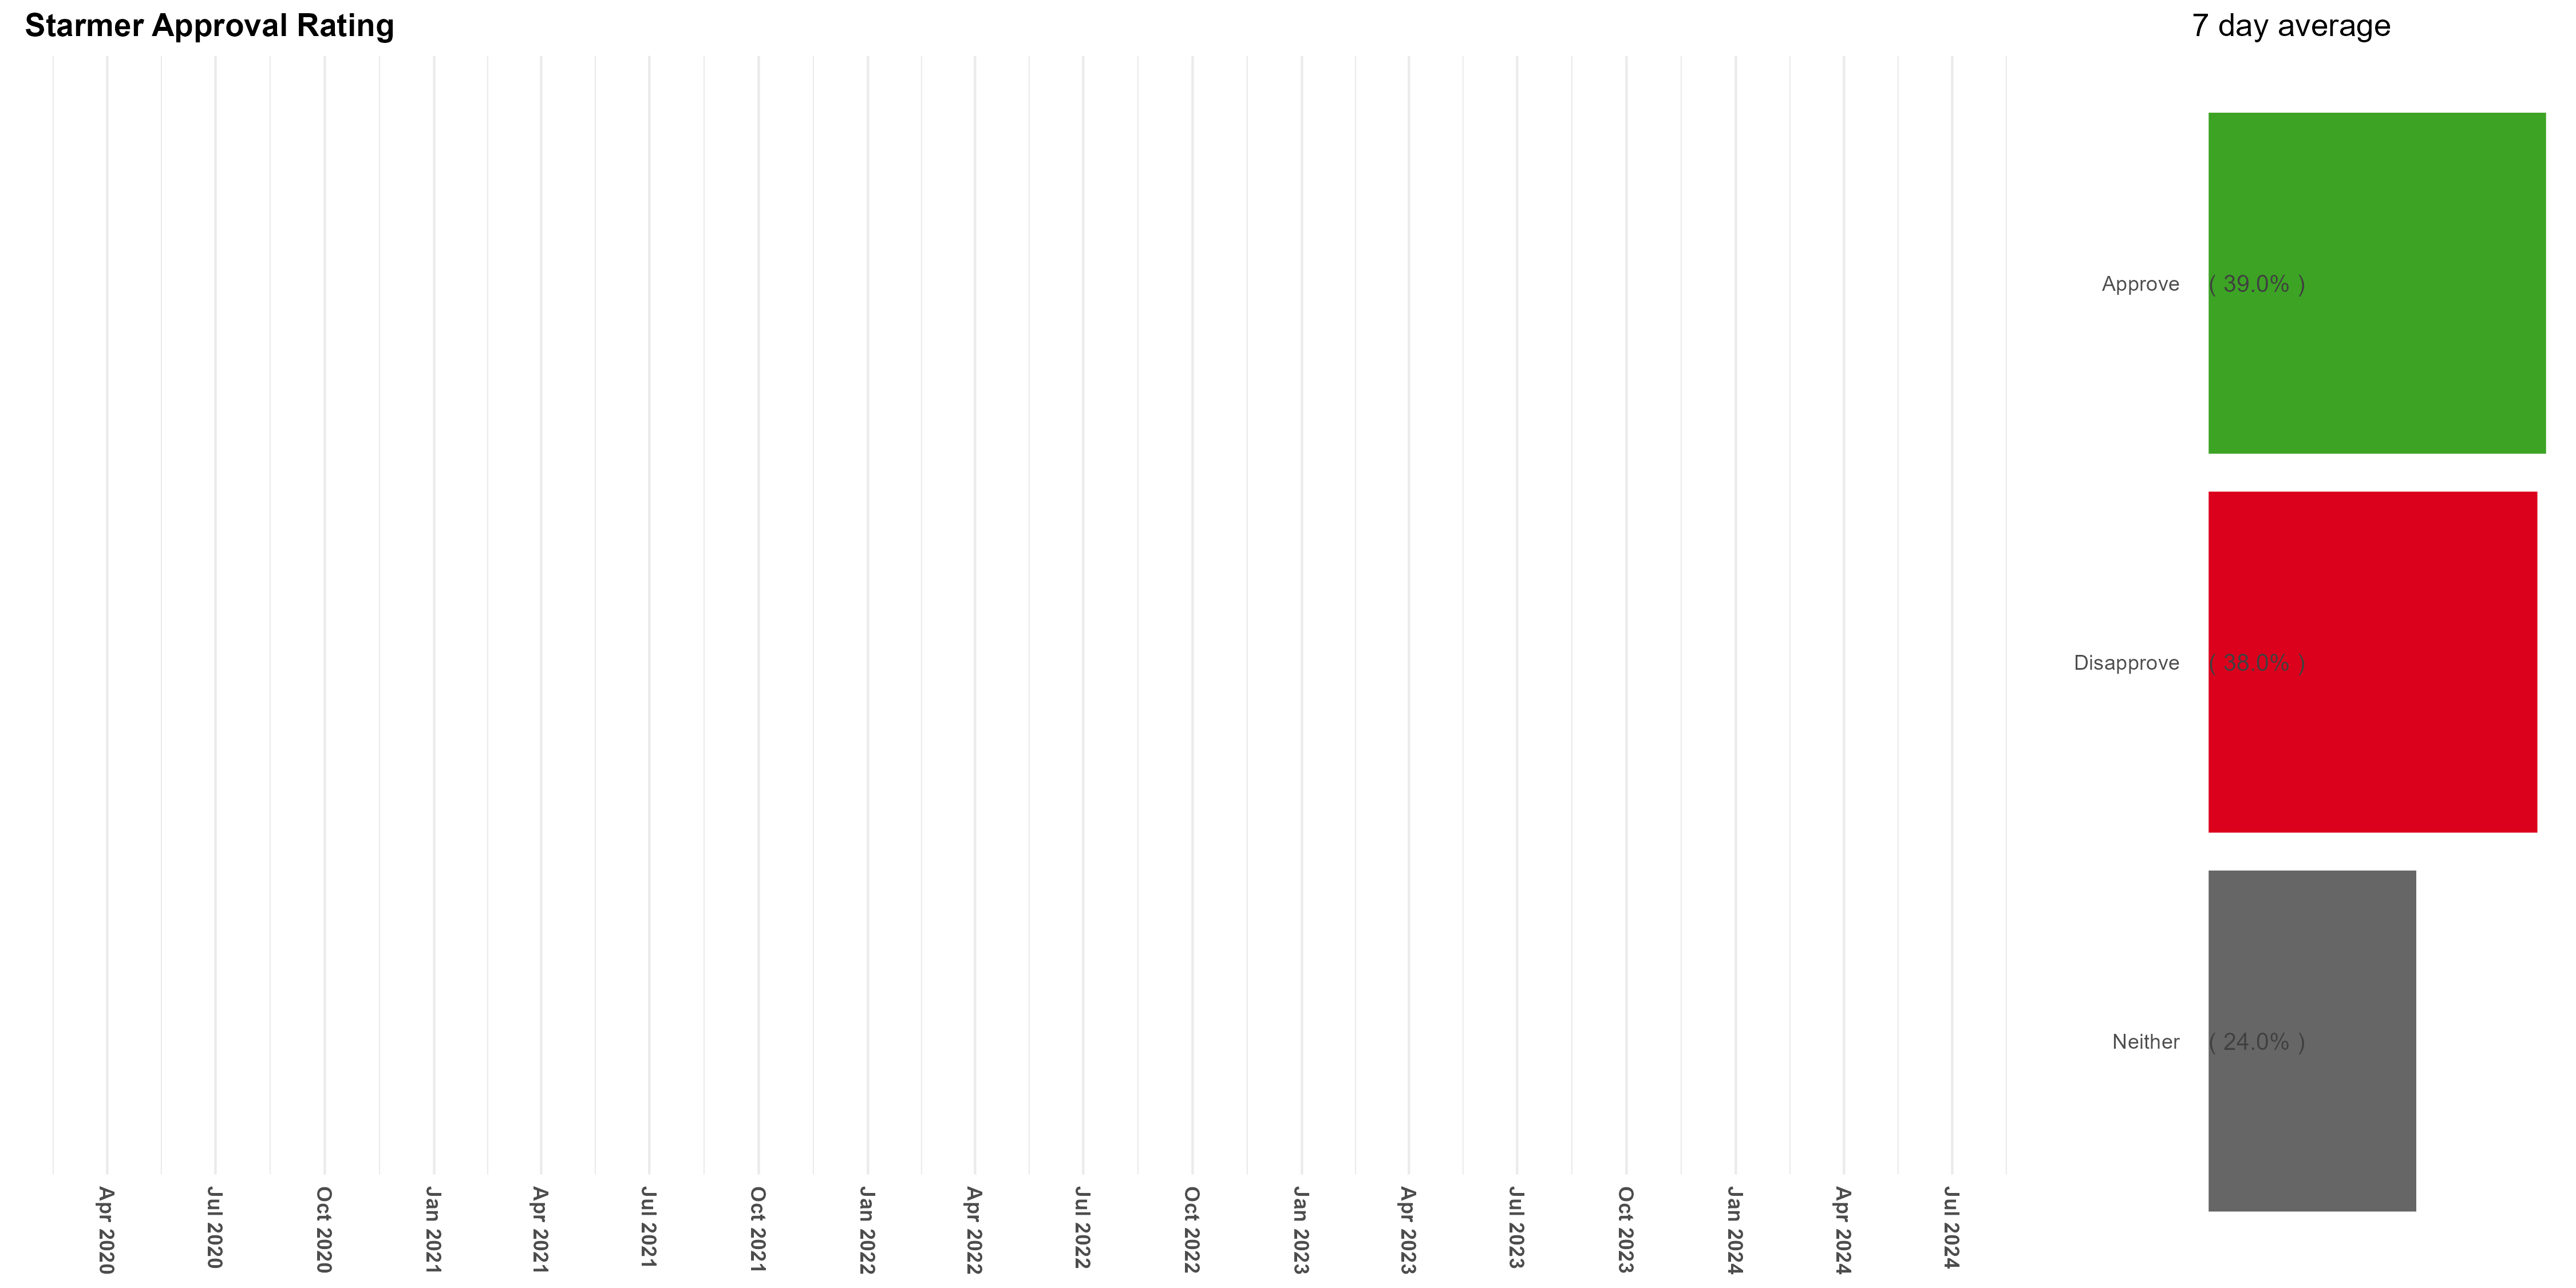 Starmer Approval Rating
7 day average
Approve
( 39.0% )
Disapprove
( 38.0% )
Neither
( 24.0% )
Apr 2020
Jul 2020
Oct 2020
Jan 2021
Apr 2021
Jul 2021
Oct 2021
Jan 2022
Apr 2022
Jul 2022
Oct 2022
Jan 2023
Apr 2023
Jul 2023
Oct 2023
Jan 2024
Apr 2024
Jul 2024